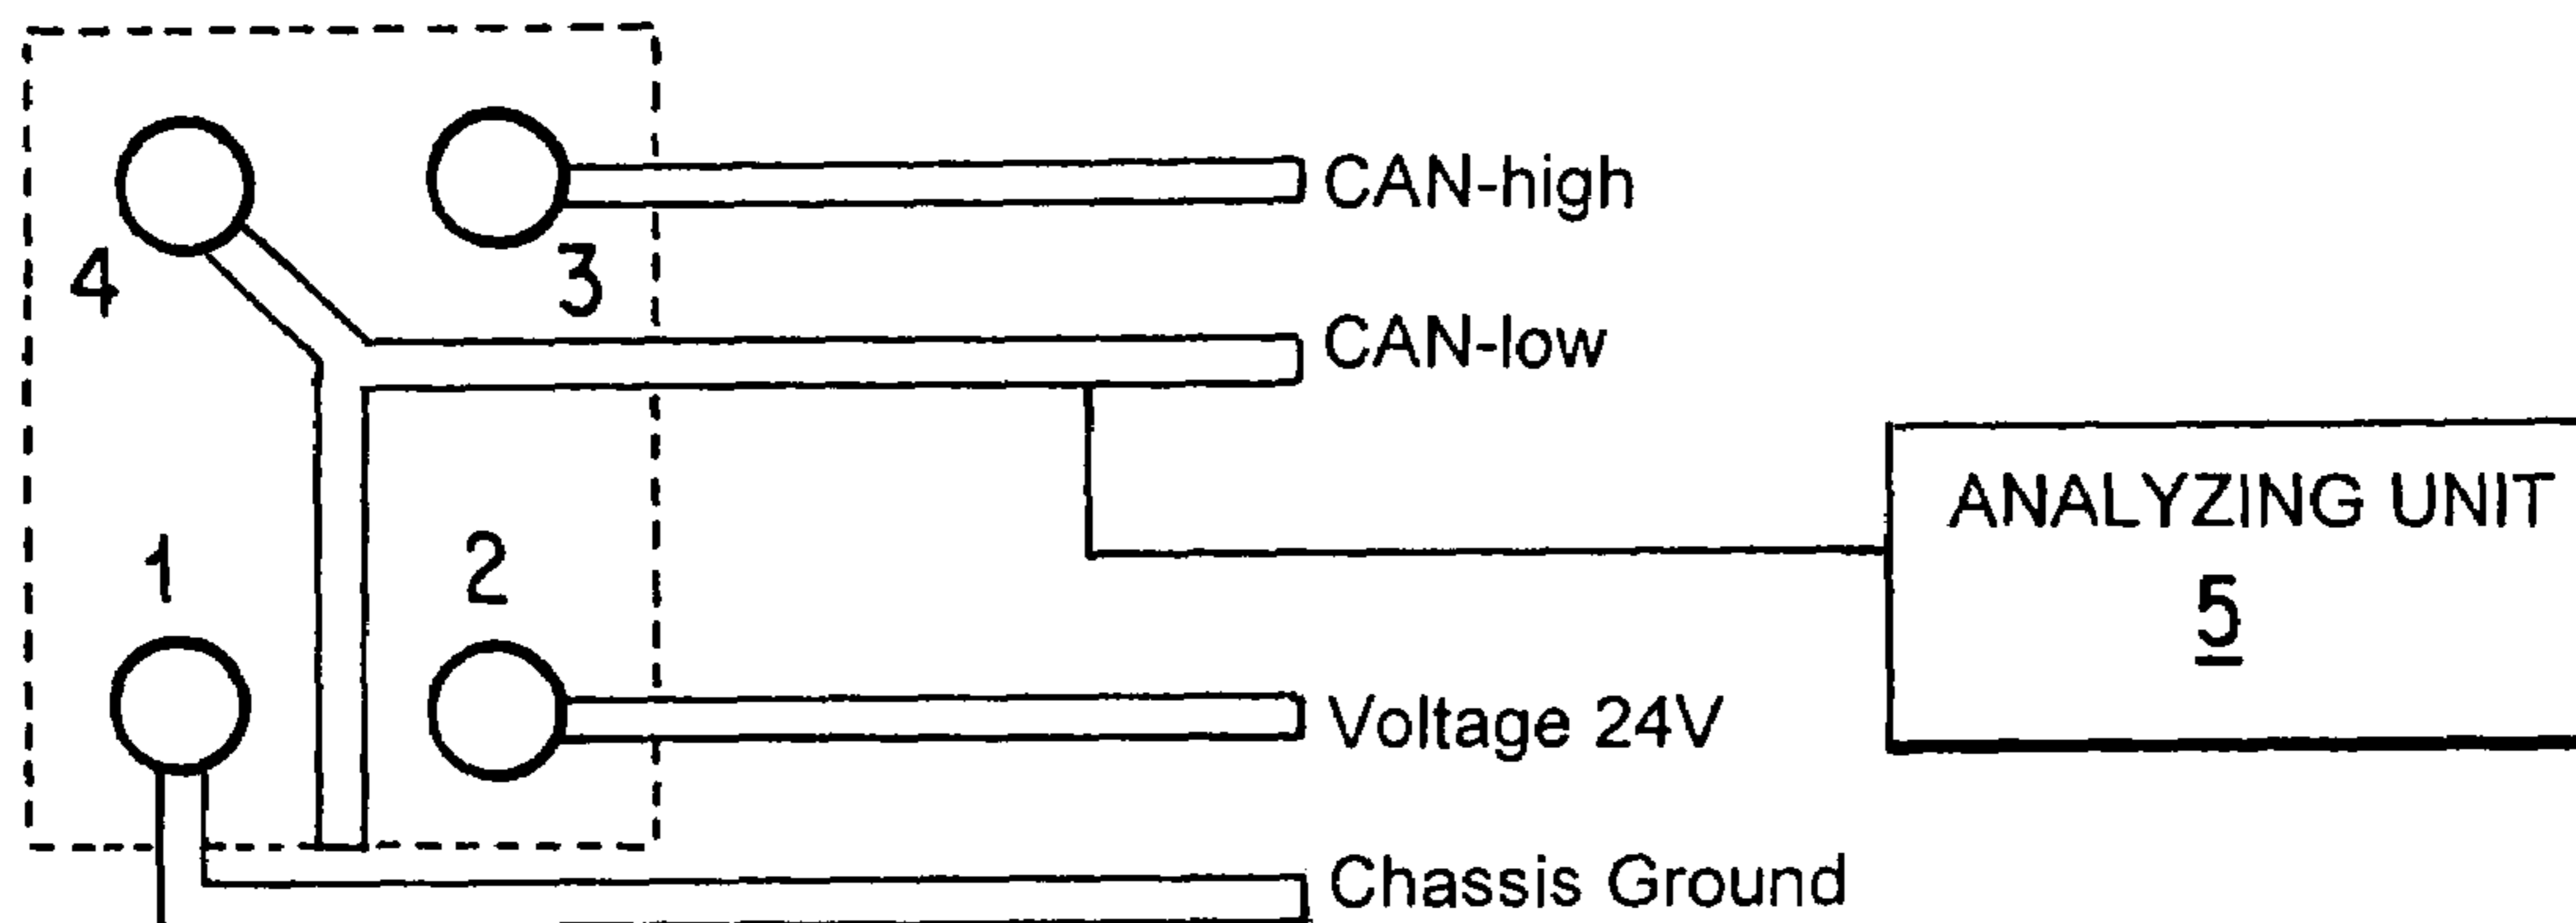 CAN-high
4
3
CAN-low
ANALYZING UNIT
5
1
2
Voltage 24V
Chassis Ground